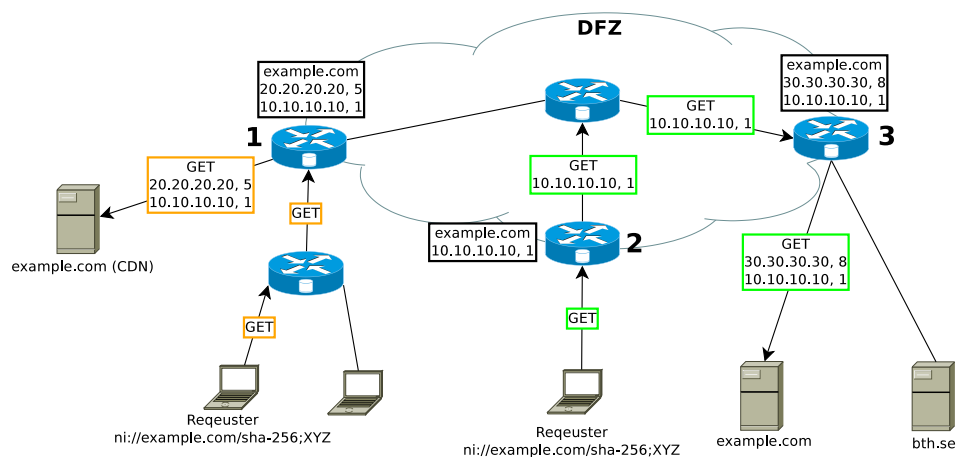 DFZ
example.com
20.20.20.20, 5
10.10.10.10, 1
1
example.com
30.30.30.30, 8
10.10.10.10, 1
3
GET
10.10.10.10, 1
GET
20.20.20.20, 5
10.10.10.10, 1
GET
10.10.10.10, 1
GET
example.com
10.10.10.10, 1
2
example.com (CDN)
GET
30.30.30.30, 8
10.10.10.10, 1
GET
GET
Reqeuster
ni://example.com/sha-256;XYZ
Reqeuster
ni://example.com/sha-256;XYZ
example.com
bth.se